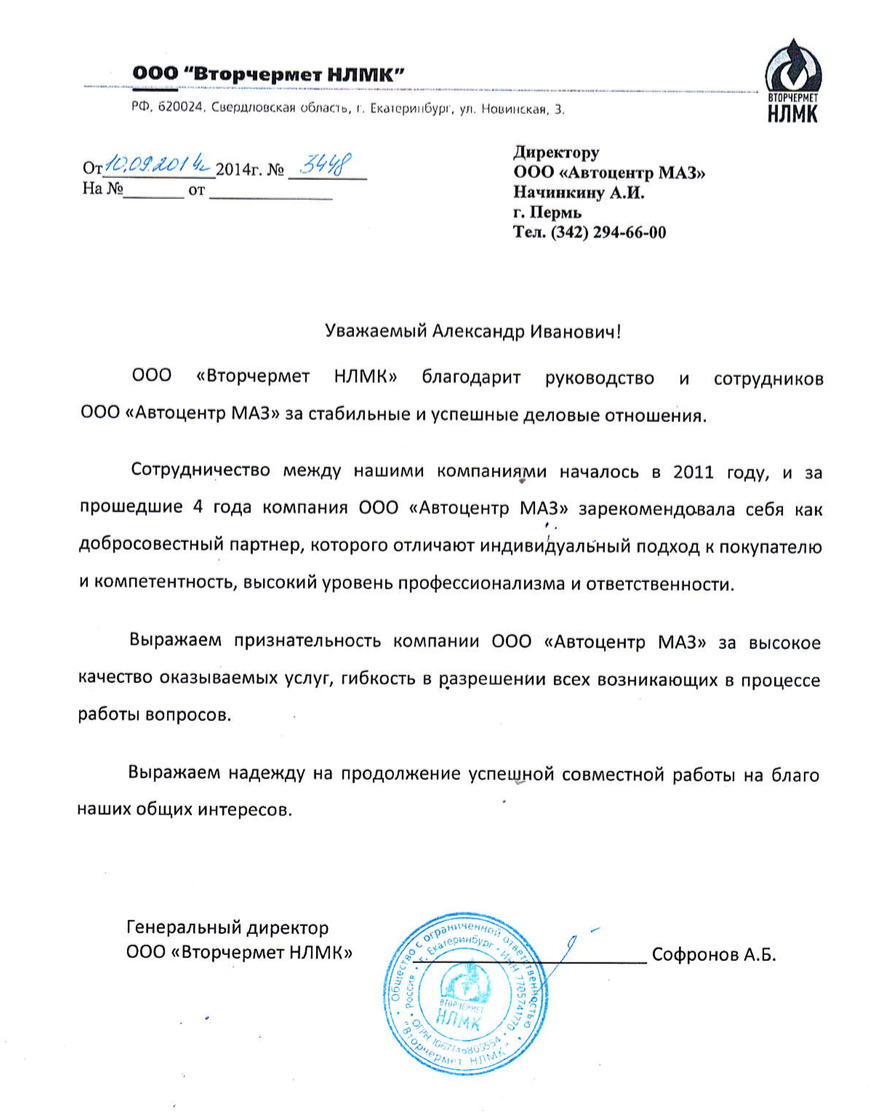 ООО "Вторчермет НЛМК"
РФ, 620024, Свердловская область, г. Екатеринбург, ул. Новинская, 3.
ВТОРЧЕРМЕТ
НЛМК
От 10.09.2014г 2014г. № 3448
На №_______ от ______________
Директору
ООО «Автоцентр МАЗ»
Начинкину А.И.
г. Пермь
Тел. (342) 294-66-00
Уважаемый Александр Иванович!
ООО «Вторчермет НЛМК» благодарит руководство и сотрудников
ООО «Автоцентр МАЗ» за стабильные и успешные деловые отношения.
Сотрудничество между нашими компаниями началось в 2011 году, и за
прошедшие 4 года компания ООО «Автоцентр МАЗ» зарекомендовала себя как
добросовестный партнер, которого отличают индивидуальный подход к покупателю
и компетентность, высокий уровень профессионализма и ответственности.
Выражаем признательность компании ООО «Автоцентр МАЗ» за высокое
качество оказываемых услуг, гибкость в разрешении всех возникающих в процессе
работы вопросов.
Выражаем надежду на продолжение успешной совместной работы на благо
наших общих интересов.
Генеральный директор
ООО «Вторчермет НЛМК» Софронов А.Б.
Общество с ограниченной ответственностью
"Вторчермет НЛМК"
Россия • г. Екатеринбург • ИНН 7705741770
ОГРН
ВТОРЧЕРМЕТ
НЛМК